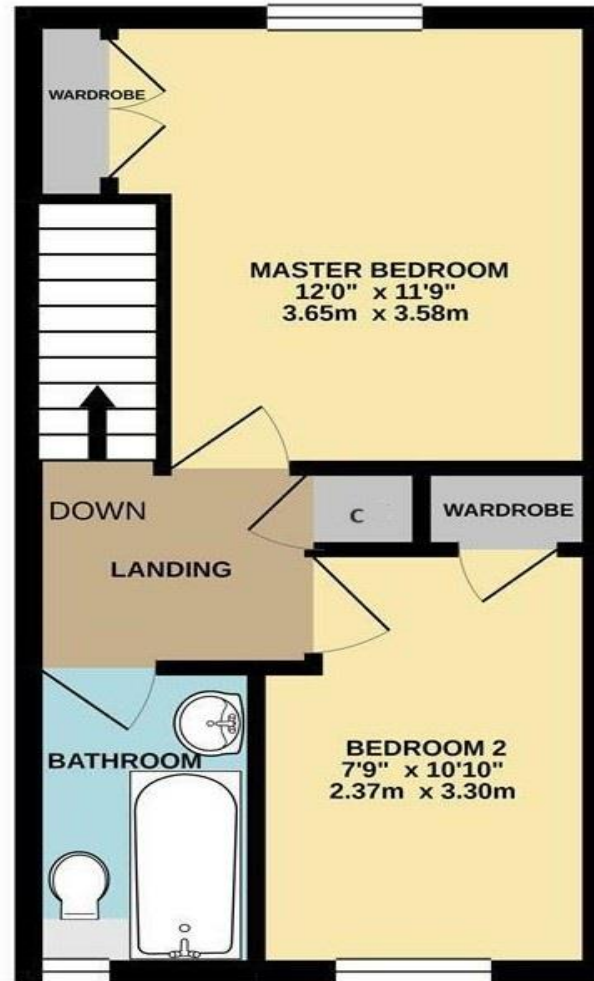 WARDROBE
MASTER BEDROOM
12'0" x 11'9"
3.65m x 3.58m
DOWN
C
WARDROBE
LANDING
BATHROOM
BEDROOM 2
7'9" x 10'10"
2.37m x 3.30m